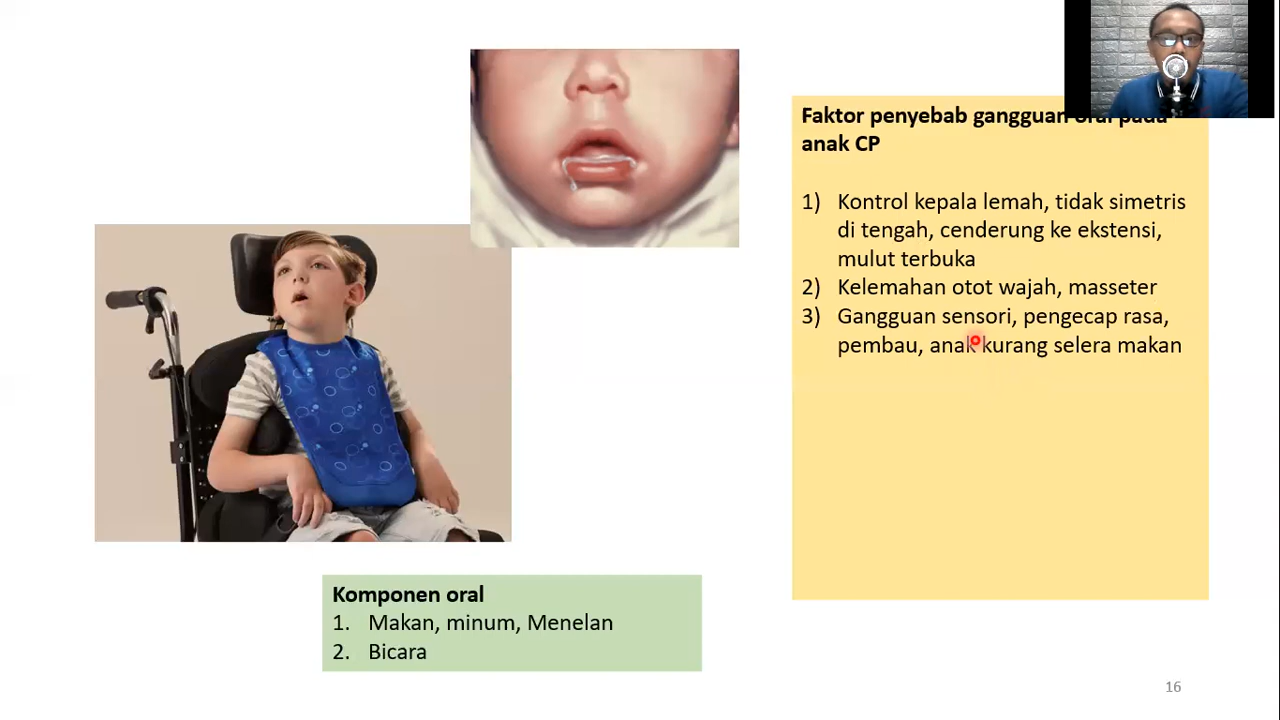 Faktor penyebab gangguan oral pada
anak CP
1) Kontrol kepala lemah, tidak simetris
di tengah, cenderung ke ekstensi,
mulut terbuka
2) Kelemahan otot wajah, masseter
3) Gangguan sensori, pengecap rasa,
pembau, anak kurang selera makan
Komponen oral
1. Makan, minum, Menelan
2. Bicara
16